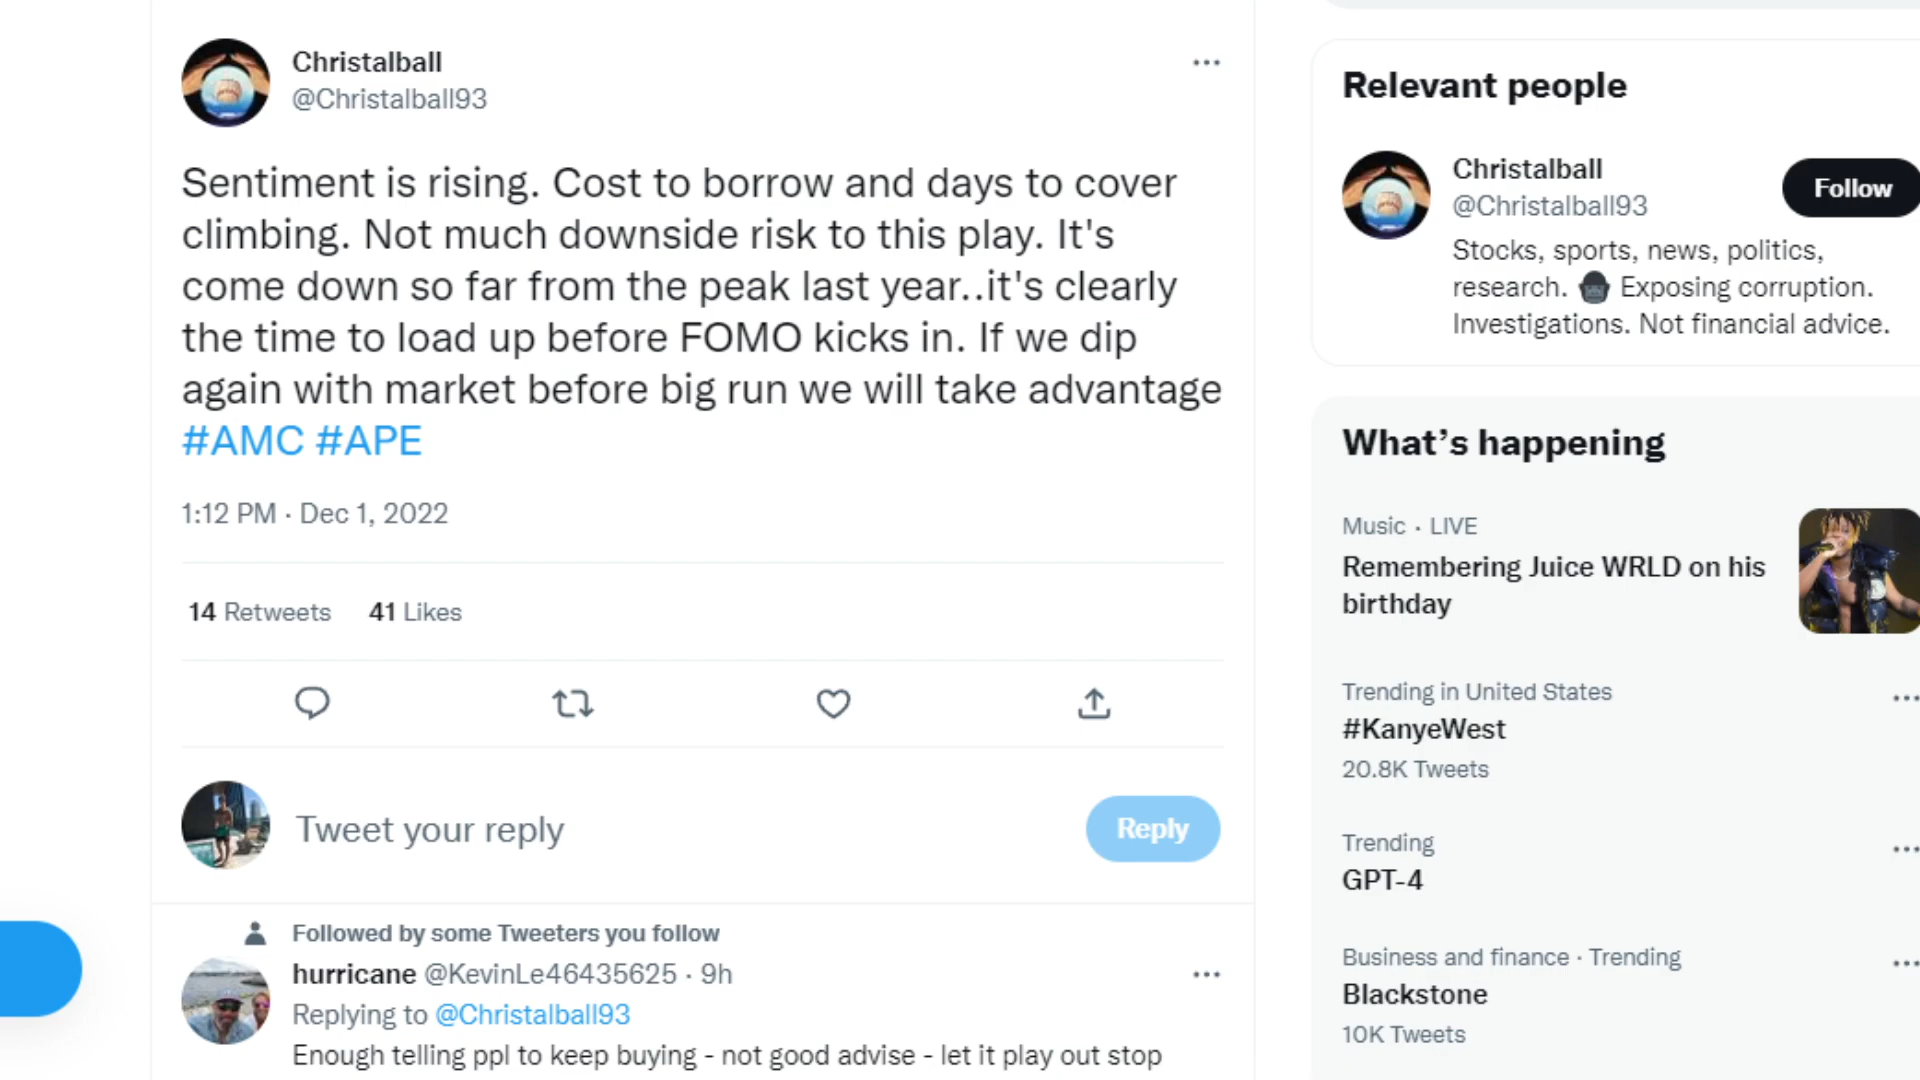 Christalball
@Christalball93
Sentiment is rising. Cost to borrow and days to cover
climbing. Not much downside risk to this play. It's
come down so far from the peak last year..it's clearly
the time to load up before FOMO kicks in. If we dip
again with market before big run we will take advantage
#AMC #APE
1:12 PM · Dec 1, 2022
14 Retweets 41 Likes
Tweet your reply
Reply
Followed by some Tweeters you follow
hurricane @KevinLe46435625 · 9h
Replying to @Christalball93
Enough telling ppl to keep buying - not good advise - let it play out stop
Relevant people
Christalball
@Christalball93
Follow
Stocks, sports, news, politics,
research. 🦍 Exposing corruption.
Investigations. Not financial advice.
What's happening
Music · LIVE
Remembering Juice WRLD on his
birthday
Trending in United States
#KanyeWest
20.8K Tweets
Trending
GPT-4
Business and finance · Trending
Blackstone
10K Tweets